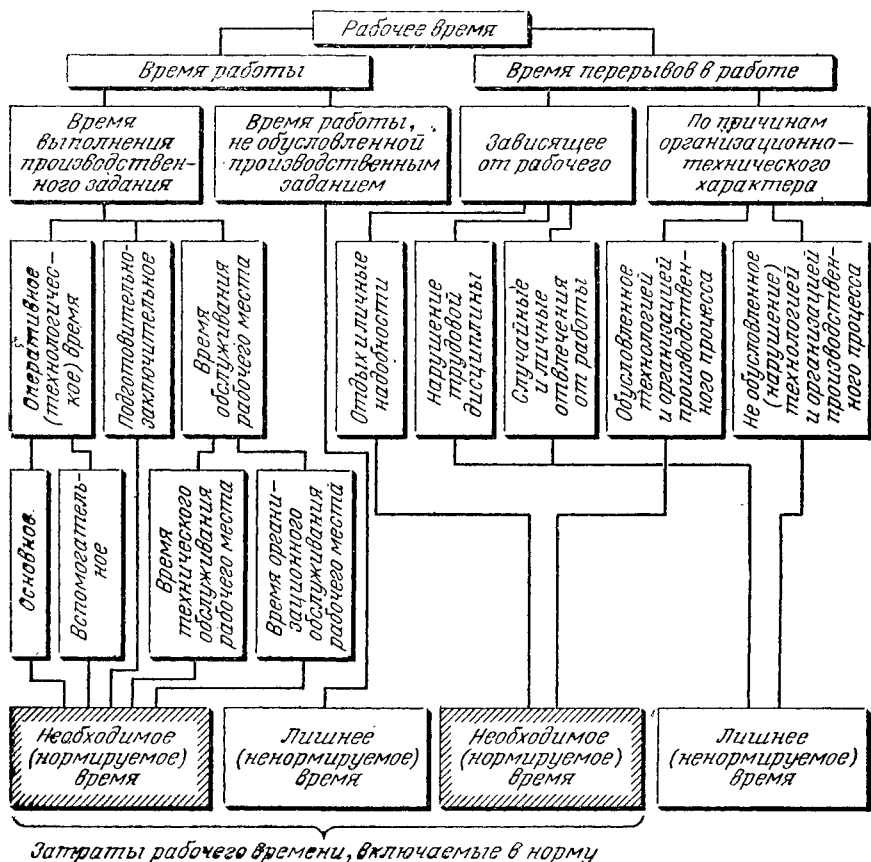 Рабочее время
Время работы
Время перерывов в работе
Время
выполнения
производствен-
ного задания
Время работы,
не обусловленной
производственным
заданием
Зависящее
от рабочего
По причинам
организационно-
технического
характера
Оперативное
(технологичес-
кое) время
Подготовительно-
заключительное
Время
обслуживания
рабочего места
Отдых и личные
надобности
Нарушение
трудовой
дисциплины
Случайные
и личные
отвлечения
от работы
Обусловленное
технологией
и организацией
производствен-
ного процесса
Не обусловленное
(нарушение)
технологией
и организацией
производствен-
ного процесса
Основное
Вспомогатель-
ное
Время
технического
обслуживания
рабочего места
Время органи-
зационного
обслуживания
рабочего места
Необходимое
(нормируемое)
время
Лишнее
(ненормируемое)
время
Необходимое
(нормируемое)
время
Лишнее
(ненормируемое)
время
Затраты рабочего времени, включаемые в норму